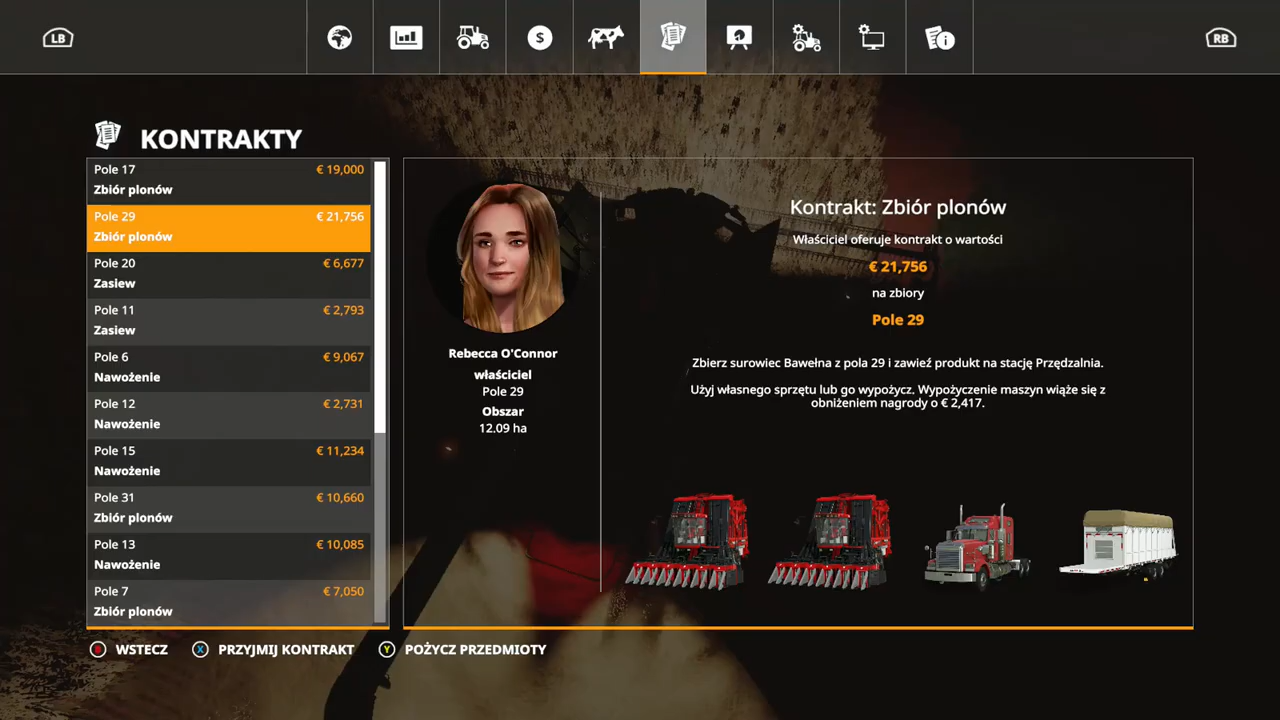 LB
$
RB
KONTRAKTY
Pole 17 € 19,000
Zbiór plonów
Pole 29 € 21,756
Zbiór plonów
Pole 20 € 6,677
Zasiew
Pole 11 € 2,793
Zasiew
Pole 6 € 9,067
Nawożenie
Pole 12 € 2,731
Nawożenie
Pole 15 € 11,234
Nawożenie
Pole 31 € 10,660
Zbiór plonów
Pole 13 € 10,085
Nawożenie
Pole 7 € 7,050
Zbiór plonów
Rebecca O'Connor
właściciel
Pole 29
Obszar
12.09 ha
Kontrakt: Zbiór plonów
Właściciel oferuje kontrakt o wartości
€ 21,756
na zbiory
Pole 29
Zbierz surowiec Bawełna z pola 29 i zawieź produkt na stację Przędzalnia.
Użyj własnego sprzętu lub go wypożycz. Wypożyczenie maszyn wiąże się z
obniżeniem nagrody o € 2,417.
B WSTECZ X PRZYJMIJ KONTRAKT Y POŻYCZ PRZEDMIOTY